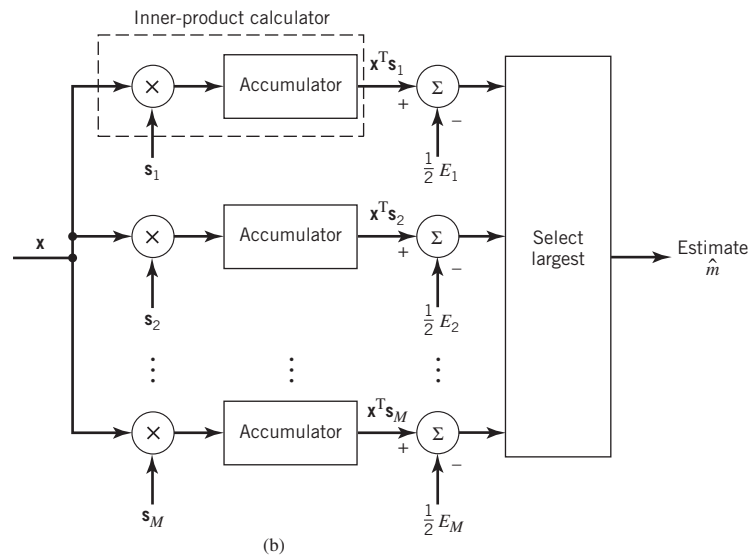 Inner-product calculator
× Accumulator x^T s_1 Σ
+ −
s_1 1/2 E_1
x × Accumulator x^T s_2 Σ Select largest Estimate m̂
+ −
s_2 1/2 E_2
⋮ ⋮ ⋮
× Accumulator x^T s_M Σ
+ −
s_M 1/2 E_M
(b)